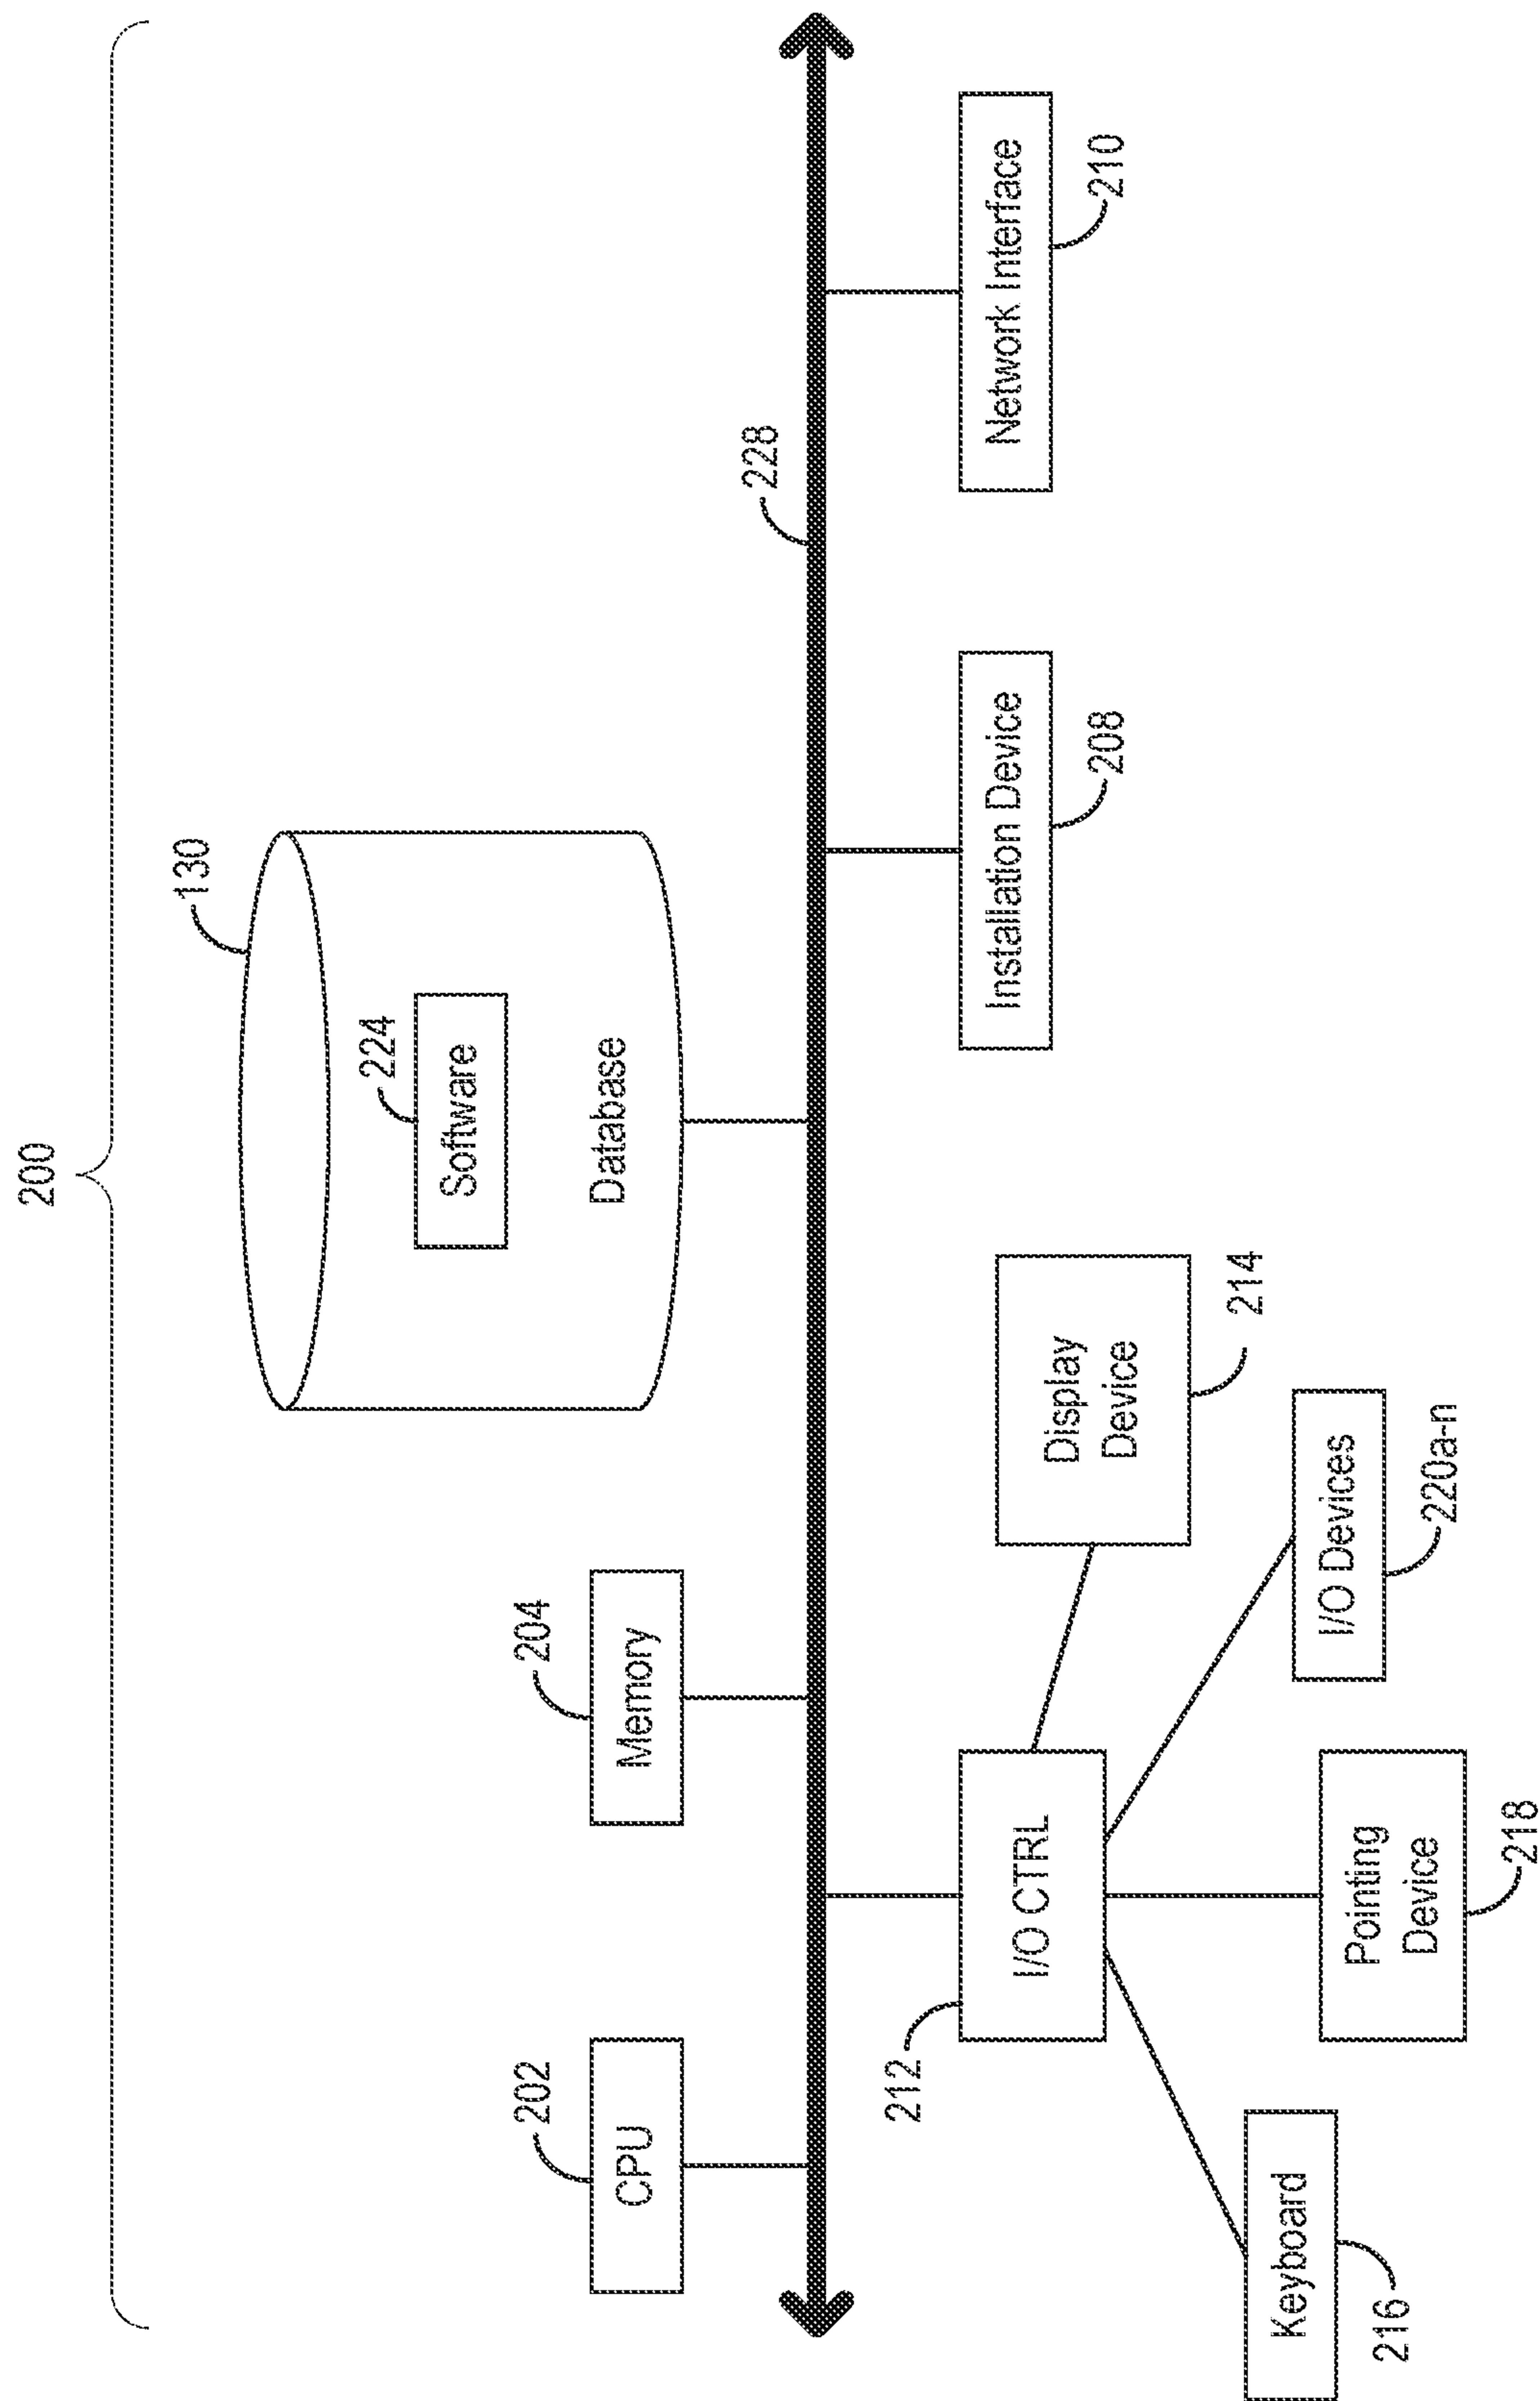 200
130
224
Software
Database
202
CPU
204
Memory
228
212
I/O CTRL
Display
Device
214
Installation Device
208
Network Interface
210
Keyboard
216
Pointing
Device
218
I/O Devices
220a-n